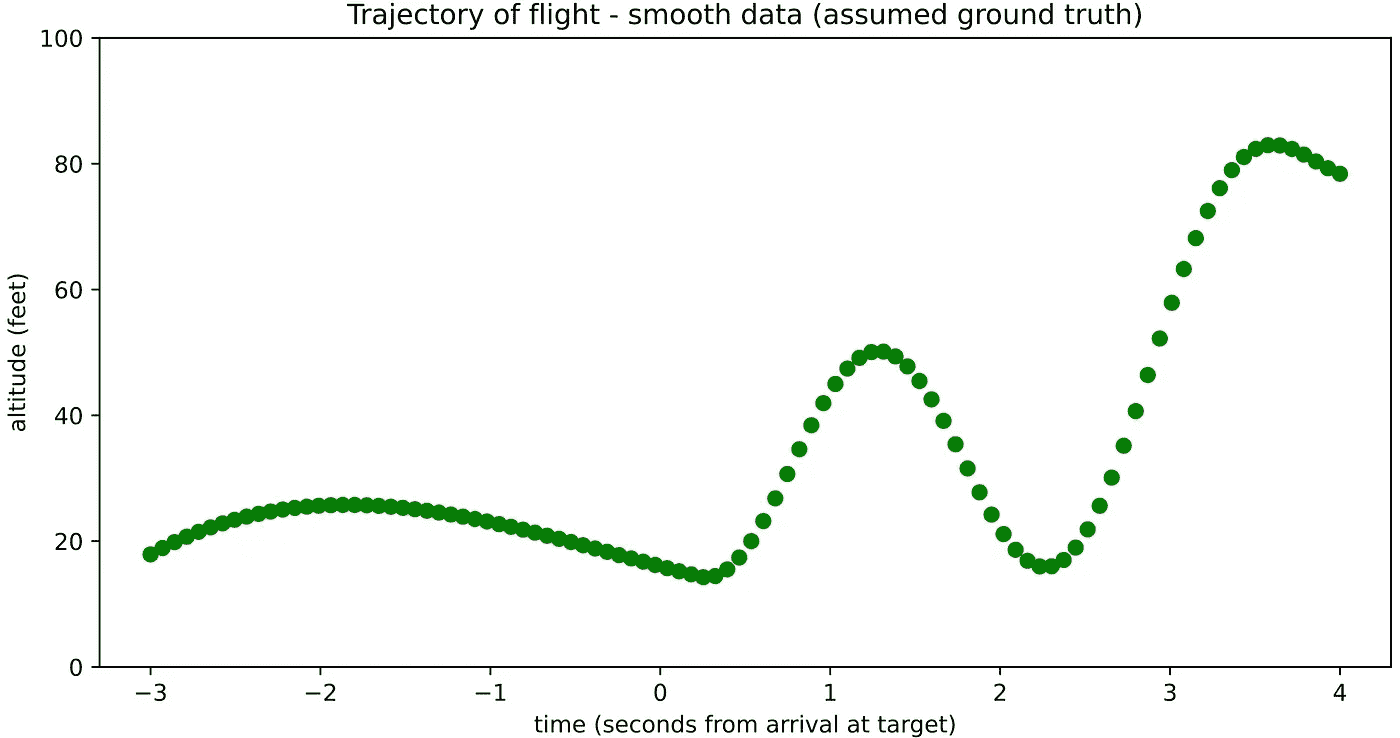 Trajectory of flight - smooth data (assumed ground truth)
100
80
60
40
20
0
altitude (feet)
−3 −2 −1 0 1 2 3 4
time (seconds from arrival at target)